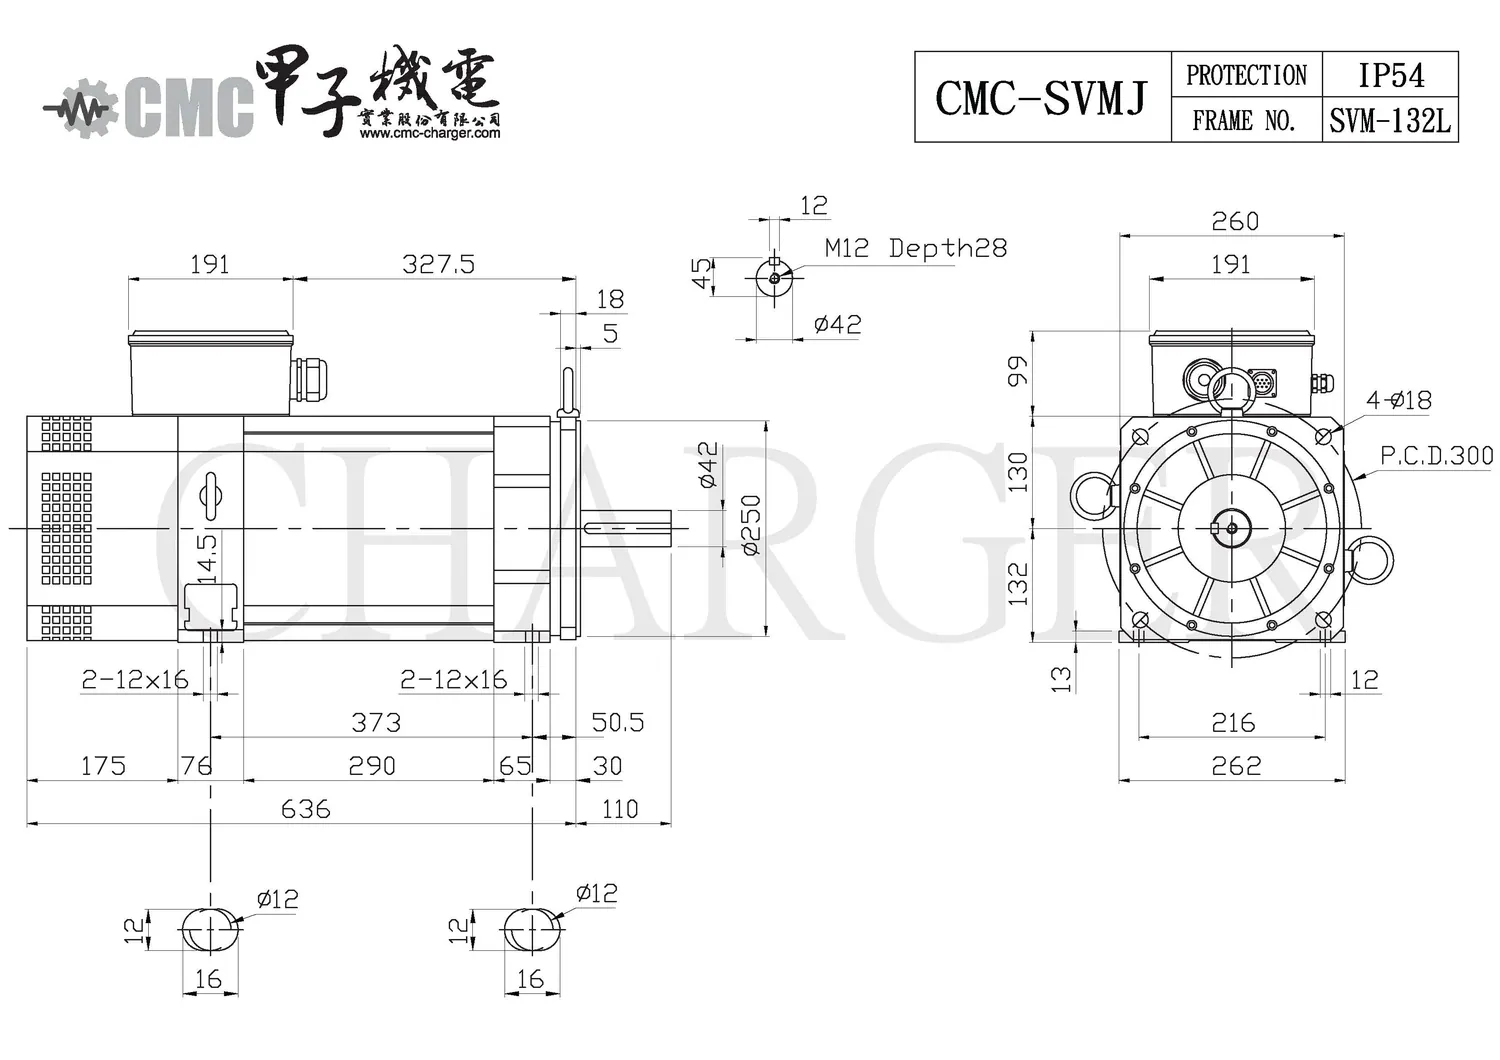 CMC 甲子機電
實業股份有限公司
www.cmc-charger.com
CMC-SVMJ
PROTECTION
IP54
FRAME NO.
SVM-132L
12
M12 Depth28
45
Ø42
191
327.5
18
5
Ø42
Ø250
14.5
2-12x16
2-12x16
373
50.5
175
76
290
65
30
636
110
Ø12
12
16
Ø12
12
16
260
191
99
4-Ø18
P.C.D.300
130
132
13
12
216
262
CHARGER